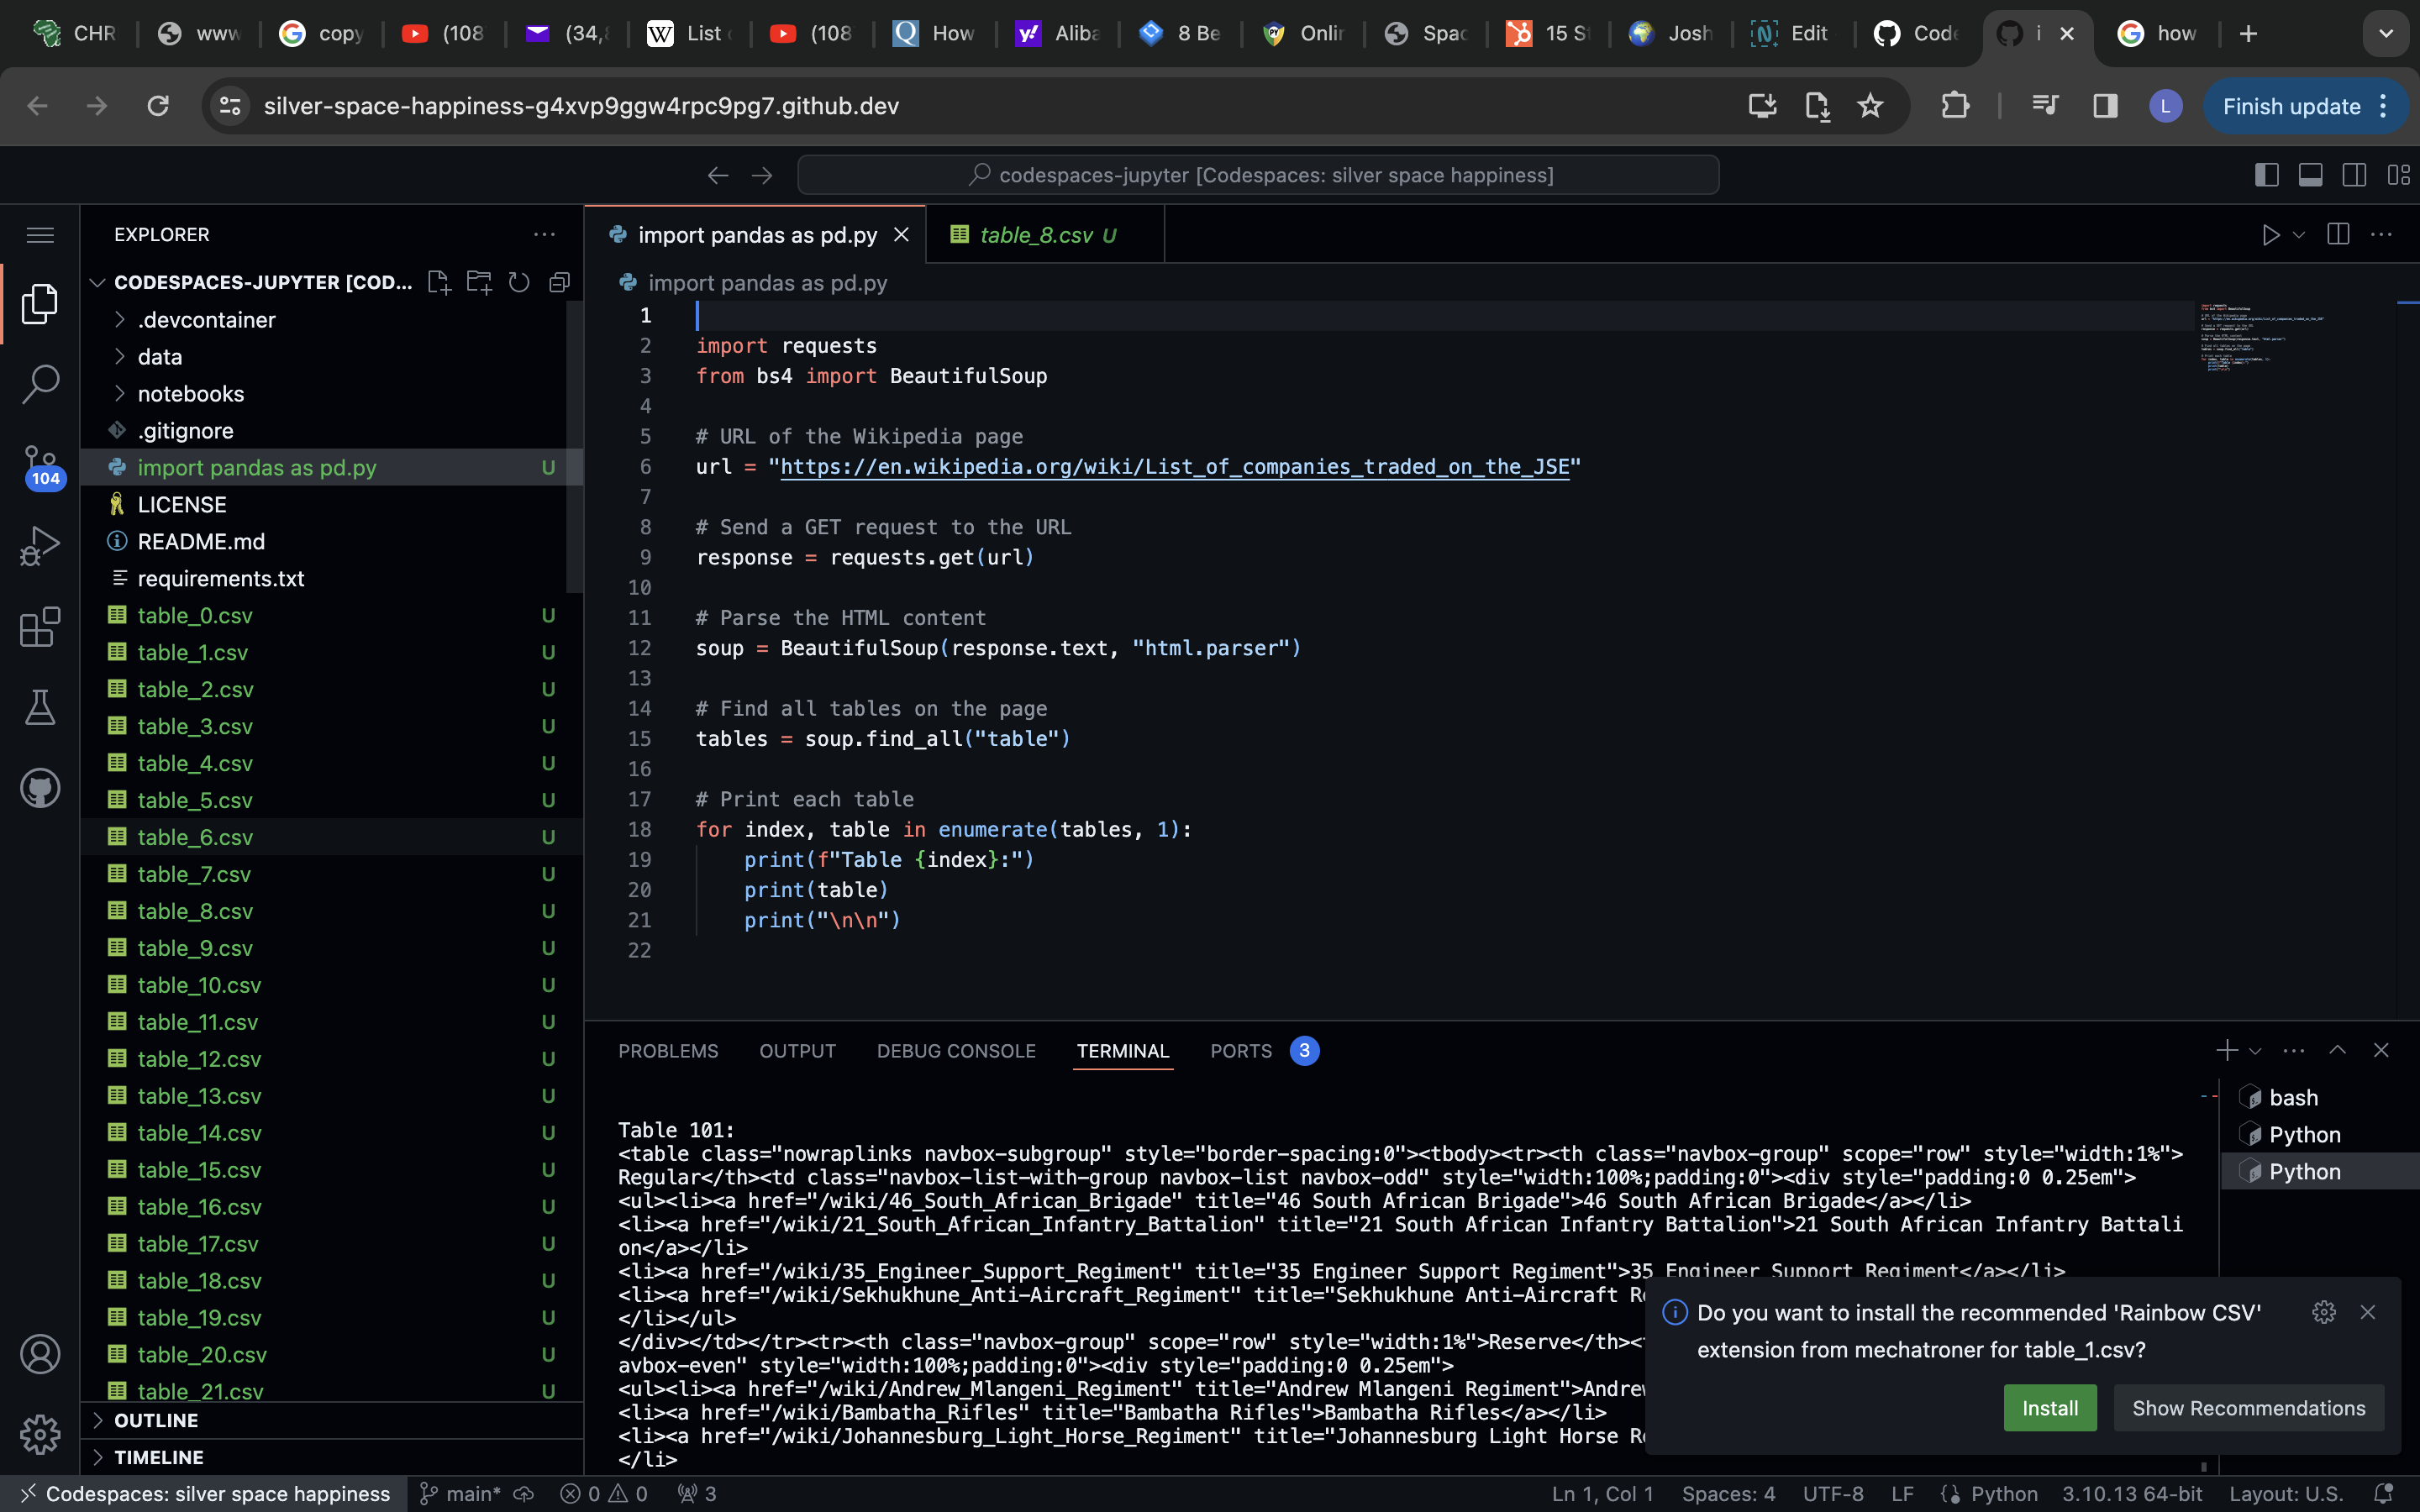 CHR
www
copy
(108
(34,
List
(108
How
Aliba
8 Be
Onlin
Spac
15 S
Josh
Edit
Code
i
how
silver-space-happiness-g4xvp9ggw4rpc9pg7.github.dev
L
Finish update
codespaces-jupyter [Codespaces: silver space happiness]
EXPLORER
CODESPACES-JUPYTER [COD...
.devcontainer
data
notebooks
.gitignore
import pandas as pd.py U
LICENSE
README.md
requirements.txt
table_0.csv U
table_1.csv U
table_2.csv U
table_3.csv U
table_4.csv U
table_5.csv U
table_6.csv U
table_7.csv U
table_8.csv U
table_9.csv U
table_10.csv U
table_11.csv U
table_12.csv U
table_13.csv U
table_14.csv U
table_15.csv U
table_16.csv U
table_17.csv U
table_18.csv U
table_19.csv U
table_20.csv U
table_21.csv U
OUTLINE
TIMELINE
104
import pandas as pd.py
table_8.csv U
import pandas as pd.py
1
2 import requests
3 from bs4 import BeautifulSoup
4
5 # URL of the Wikipedia page
6 url = "https://en.wikipedia.org/wiki/List_of_companies_traded_on_the_JSE"
7
8 # Send a GET request to the URL
9 response = requests.get(url)
10
11 # Parse the HTML content
12 soup = BeautifulSoup(response.text, "html.parser")
13
14 # Find all tables on the page
15 tables = soup.find_all("table")
16
17 # Print each table
18 for index, table in enumerate(tables, 1):
19 print(f"Table {index}:")
20 print(table)
21 print("\n\n")
22
PROBLEMS OUTPUT DEBUG CONSOLE TERMINAL PORTS 3
Table 101:
<table class="nowraplinks navbox-subgroup" style="border-spacing:0"><tbody><tr><th class="navbox-group" scope="row" style="width:1%">
Regular</th><td class="navbox-list-with-group navbox-list navbox-odd" style="width:100%;padding:0"><div style="padding:0 0.25em">
<ul><li><a href="/wiki/46_South_African_Brigade" title="46 South African Brigade">46 South African Brigade</a></li>
<li><a href="/wiki/21_South_African_Infantry_Battalion" title="21 South African Infantry Battalion">21 South African Infantry Battali
on</a></li>
<li><a href="/wiki/35_Engineer_Support_Regiment" title="35 Engineer Support Regiment">35 Engineer Support Regiment</a></li>
<li><a href="/wiki/Sekhukhune_Anti-Aircraft_Regiment" title="Sekhukhune Anti-Aircraft R
</li></ul>
</div></td></tr><tr><th class="navbox-group" scope="row" style="width:1%">Reserve</th><
avbox-even" style="width:100%;padding:0"><div style="padding:0 0.25em">
<ul><li><a href="/wiki/Andrew_Mlangeni_Regiment" title="Andrew Mlangeni Regiment">Andrew
<li><a href="/wiki/Bambatha_Rifles" title="Bambatha Rifles">Bambatha Rifles</a></li>
<li><a href="/wiki/Johannesburg_Light_Horse_Regiment" title="Johannesburg Light Horse R
</li>
bash
Python
Python
Do you want to install the recommended 'Rainbow CSV'
extension from mechatroner for table_1.csv?
Install
Show Recommendations
Codespaces: silver space happiness main* 0 0 3
Ln 1, Col 1 Spaces: 4 UTF-8 LF Python 3.10.13 64-bit Layout: U.S.